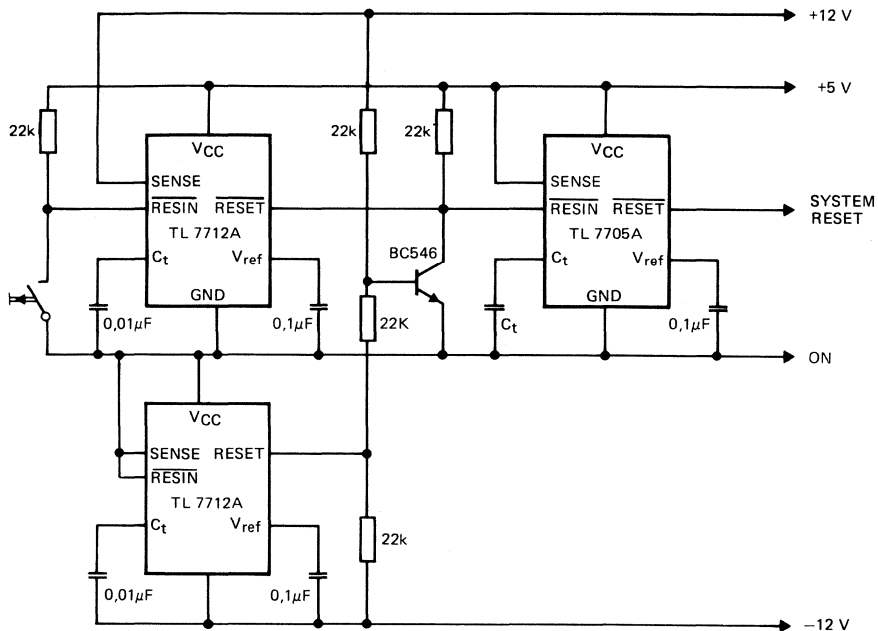 +12 V
+5 V
22k
22k
22k
VCC
SENSE
RESIN RESET
TL 7712A
Ct Vref
GND
0,01μF
0,1μF
BC546
22K
VCC
SENSE
RESIN RESET
TL 7705A
Ct Vref
GND
Ct
0,1μF
SYSTEM
RESET
ON
VCC
SENSE RESET
RESIN
TL 7712A
Ct Vref
0,01μF
0,1μF
22k
−12 V